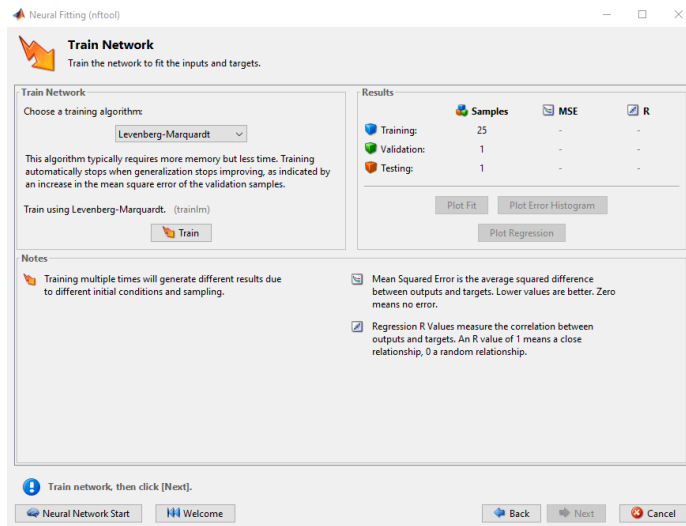 Neural Fitting (nftool)
Train Network
Train the network to fit the inputs and targets.
Train Network
Choose a training algorithm:
Levenberg-Marquardt
This algorithm typically requires more memory but less time. Training
automatically stops when generalization stops improving, as indicated by
an increase in the mean square error of the validation samples.
Train using Levenberg-Marquardt. (trainlm)
Train
Results
Samples MSE R
Training: 25 - -
Validation: 1 - -
Testing: 1 - -
Plot Fit Plot Error Histogram
Plot Regression
Notes
Training multiple times will generate different results due
to different initial conditions and sampling.
Mean Squared Error is the average squared difference
between outputs and targets. Lower values are better. Zero
means no error.
Regression R Values measure the correlation between
outputs and targets. An R value of 1 means a close
relationship, 0 a random relationship.
Train network, then click [Next].
Neural Network Start Welcome Back Next Cancel